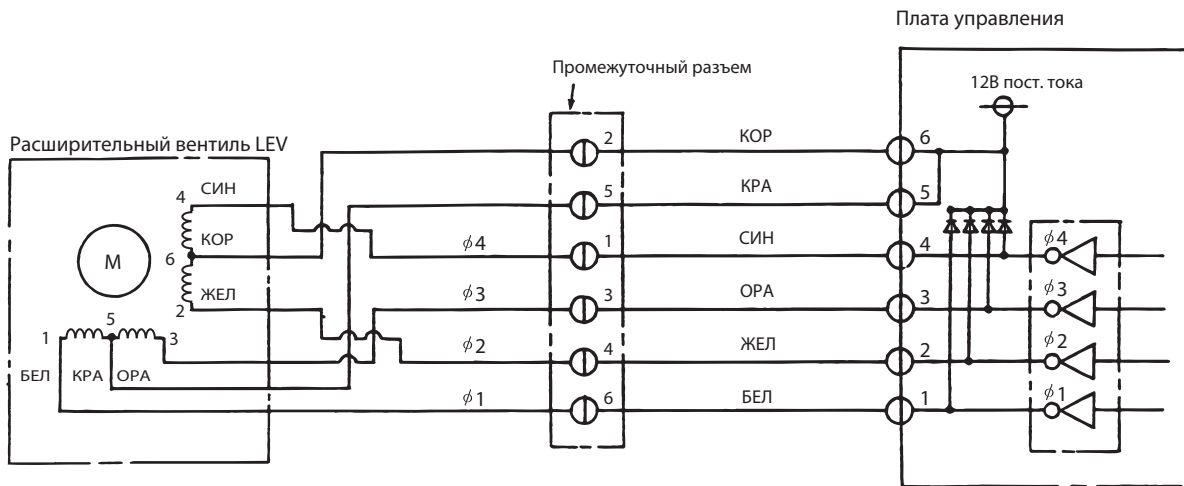 Плата управления
Промежуточный разъем
12В пост. тока
Расширительный вентиль LEV
2 КОР 6
4 СИН 5 КРА 5
КОР ϕ4 1 СИН 4 ϕ4
M 6
ЖЕЛ ϕ3 3 ОРА 3 ϕ3
2
1 5 3 ϕ2 4 ЖЕЛ 2 ϕ2
БЕЛ КРА ОРА
ϕ1 6 БЕЛ 1 ϕ1